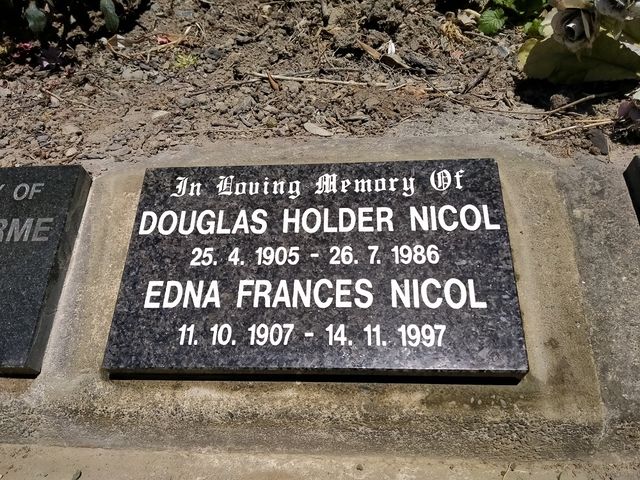 In Loving Memory Of
DOUGLAS HOLDER NICOL
25. 4. 1905 - 26. 7. 1986
EDNA FRANCES NICOL
11. 10. 1907 - 14. 11. 1997
OF